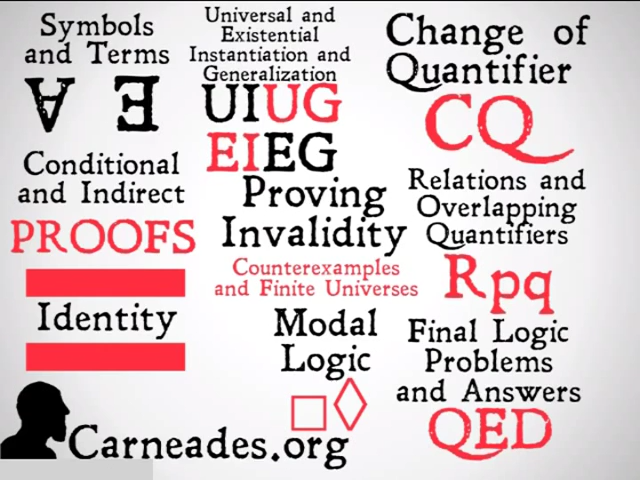 Symbols
and Terms
∀ ∃
Universal and
Existential
Instantiation and
Generalization
UIUG
EIEG
Change of
Quantifier
CQ
Conditional
and Indirect
PROOFS
Proving
Invalidity
Counterexamples
and Finite Universes
Relations and
Overlapping
Quantifiers
Rpq
Identity
Modal
Logic
□◊
Final Logic
Problems
and Answers
QED
Carneades.org